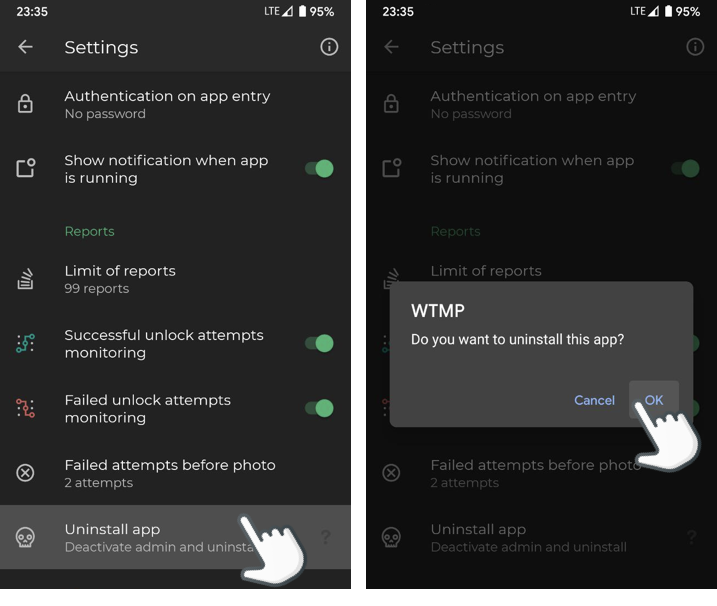 23:35
LTE 95%
Settings
Authentication on app entry
No password
Show notification when app
is running
Reports
Limit of reports
99 reports
Successful unlock attempts
monitoring
Failed unlock attempts
monitoring
Failed attempts before photo
2 attempts
Uninstall app
Deactivate admin and
?
23:35
LTE 95%
Settings
Authentication on app entry
No password
Show notification when app
is running
Reports
Limit of reports
WTMP
Do you want to uninstall this app?
Cancel OK
Failed attempts before photo
2 attempts
Uninstall app
Deactivate admin and uninstall
?